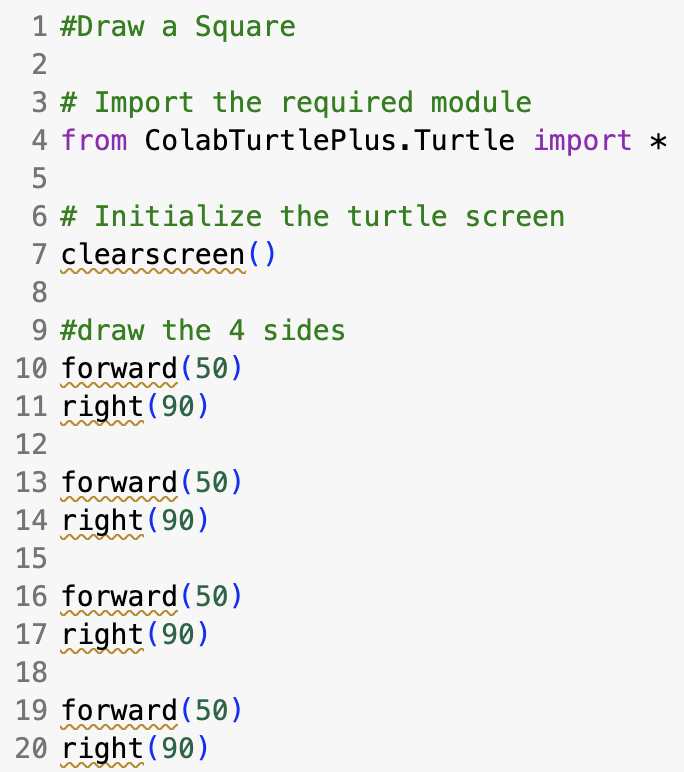 1 #Draw a Square
2
3 # Import the required module
4 from ColabTurtlePlus.Turtle import *
5
6 # Initialize the turtle screen
7 clearscreen()
8
9 #draw the 4 sides
10 forward(50)
11 right(90)
12
13 forward(50)
14 right(90)
15
16 forward(50)
17 right(90)
18
19 forward(50)
20 right(90)